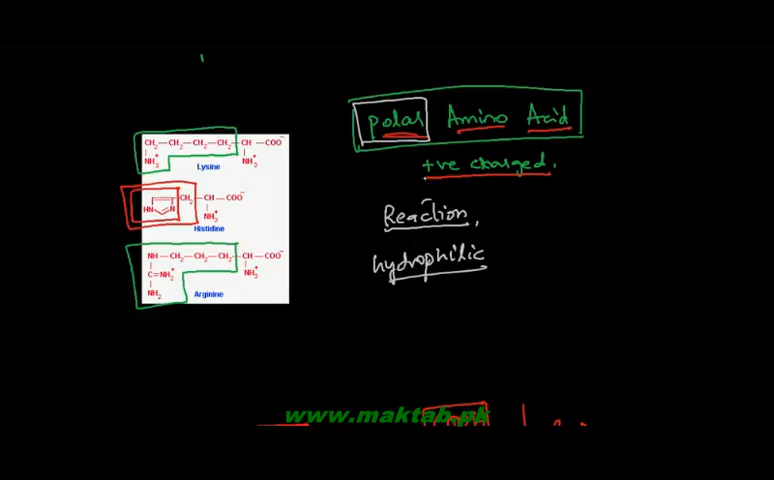 polar Amino Acid
+ve charged.
CH₂ — CH₂ — CH₂ — CH₂ — CH — COO⁻
NH₃⁺ NH₃⁺
Lysine
CH₂ — CH — COO⁻
HN N NH₃⁺
Histidine
NH — CH₂ — CH₂ — CH₂ — CH — COO⁻
C=NH₂⁺ NH₃⁺
NH₂
Arginine
Reaction,
hydrophilic
www.maktab.pk